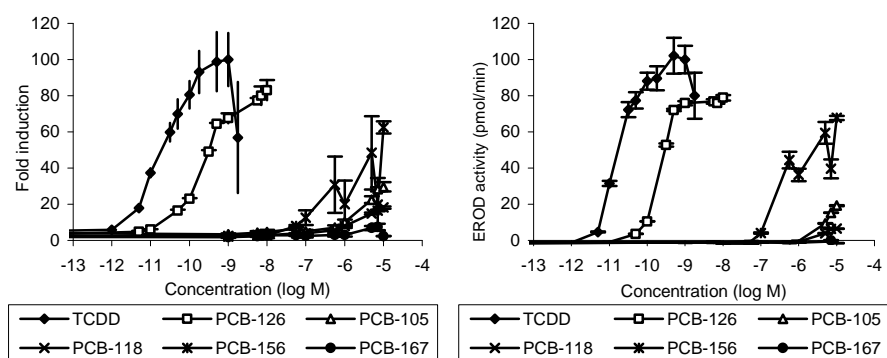 120
100
80
60
40
20
0
Fold induction
-13 -12 -11 -10 -9 -8 -7 -6 -5 -4
Concentration (log M)
TCDD PCB-126 PCB-105
PCB-118 PCB-156 PCB-167
120
100
80
60
40
20
0
EROD activity (pmol/min)
-13 -12 -11 -10 -9 -8 -7 -6 -5 -4
Concentration (log M)
TCDD PCB-126 PCB-105
PCB-118 PCB-156 PCB-167